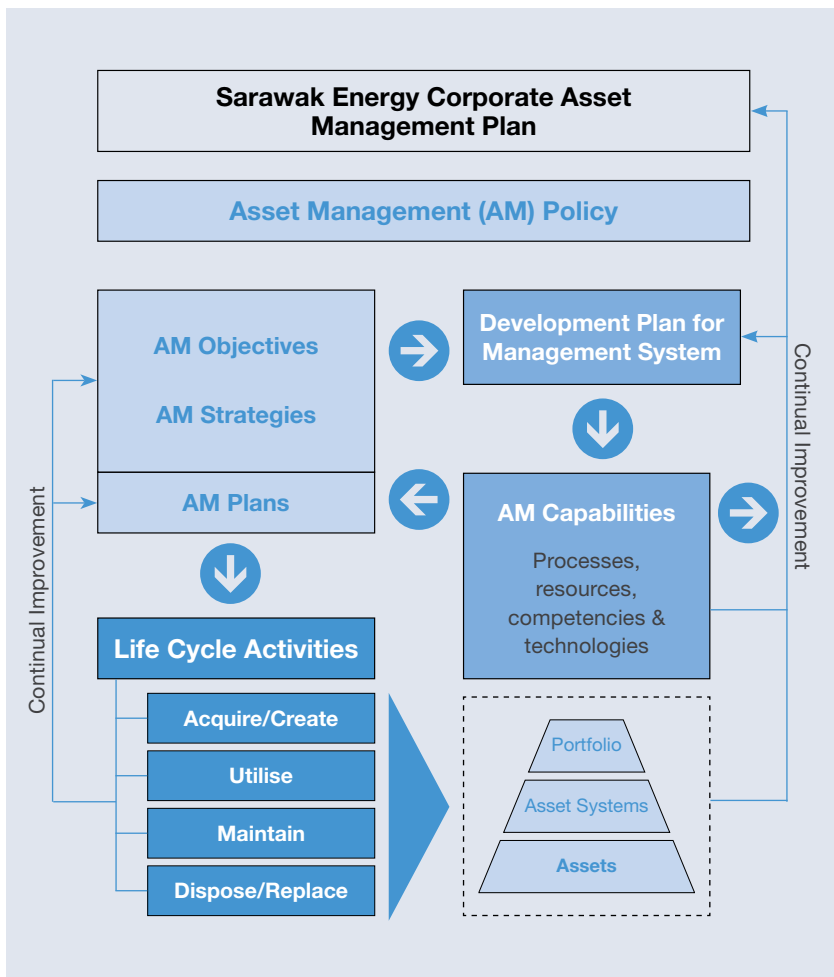 Sarawak Energy Corporate Asset
Management Plan
Asset Management (AM) Policy
AM Objectives
AM Strategies
AM Plans
Development Plan for
Management System
AM Capabilities
Processes,
resources,
competencies &
technologies
Continual Improvement
Continual Improvement
Life Cycle Activities
Acquire/Create
Utilise
Maintain
Dispose/Replace
Portfolio
Asset Systems
Assets